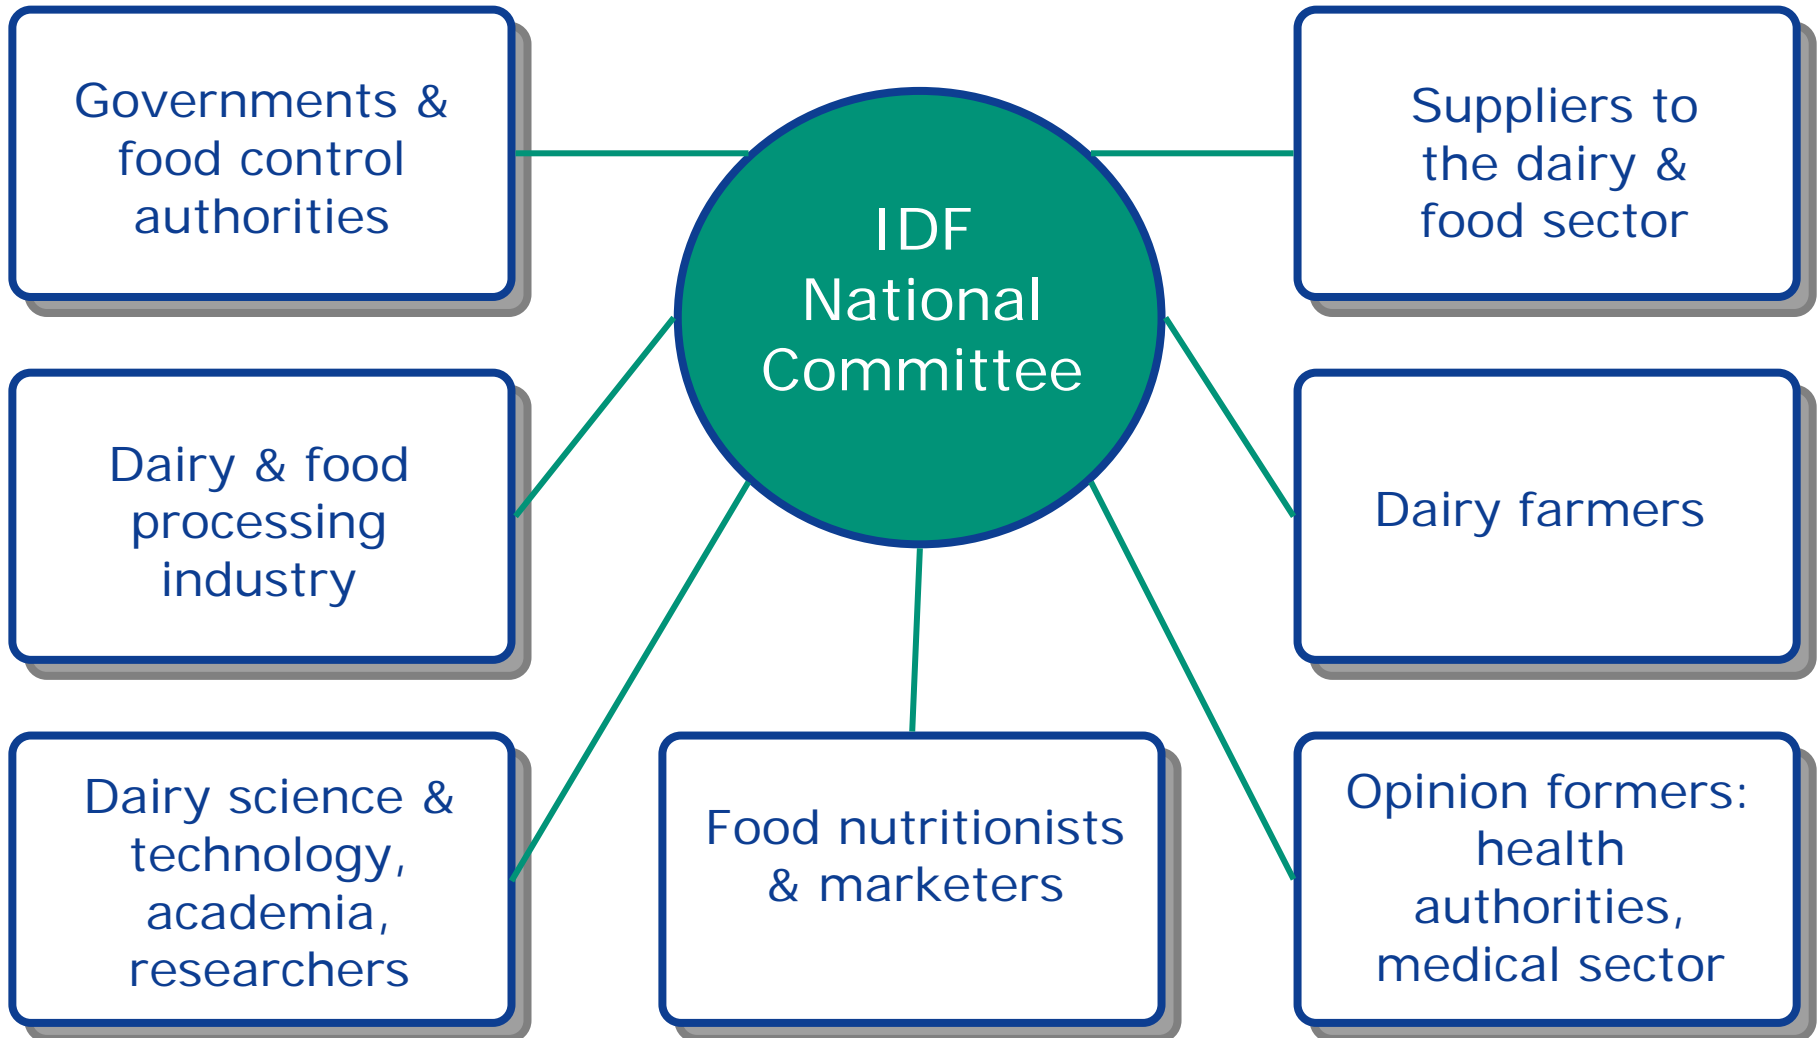 Governments &
food control
authorities
IDF
National
Committee
Suppliers to
the dairy &
food sector
Dairy & food
processing
industry
Dairy farmers
Dairy science &
technology,
academia,
researchers
Food nutritionists
& marketers
Opinion formers:
health
authorities,
medical sector